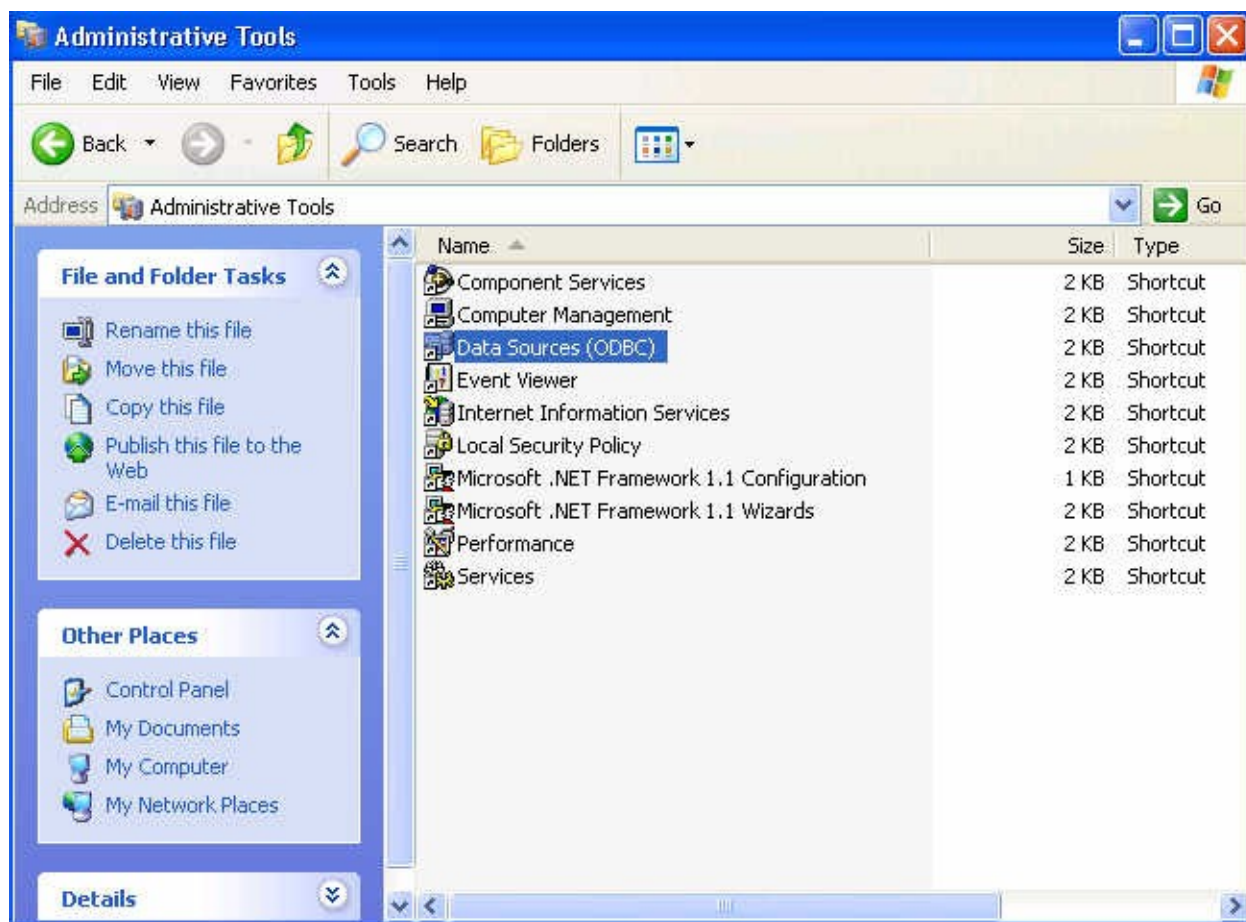 Administrative Tools
File Edit View Favorites Tools Help
Back Search Folders
Address Administrative Tools Go
File and Folder Tasks
Rename this file
Move this file
Copy this file
Publish this file to the
Web
E-mail this file
Delete this file
Other Places
Control Panel
My Documents
My Computer
My Network Places
Details
Name Size Type
Component Services 2 KB Shortcut
Computer Management 2 KB Shortcut
Data Sources (ODBC) 2 KB Shortcut
Event Viewer 2 KB Shortcut
Internet Information Services 2 KB Shortcut
Local Security Policy 2 KB Shortcut
Microsoft .NET Framework 1.1 Configuration 1 KB Shortcut
Microsoft .NET Framework 1.1 Wizards 2 KB Shortcut
Performance 2 KB Shortcut
Services 2 KB Shortcut